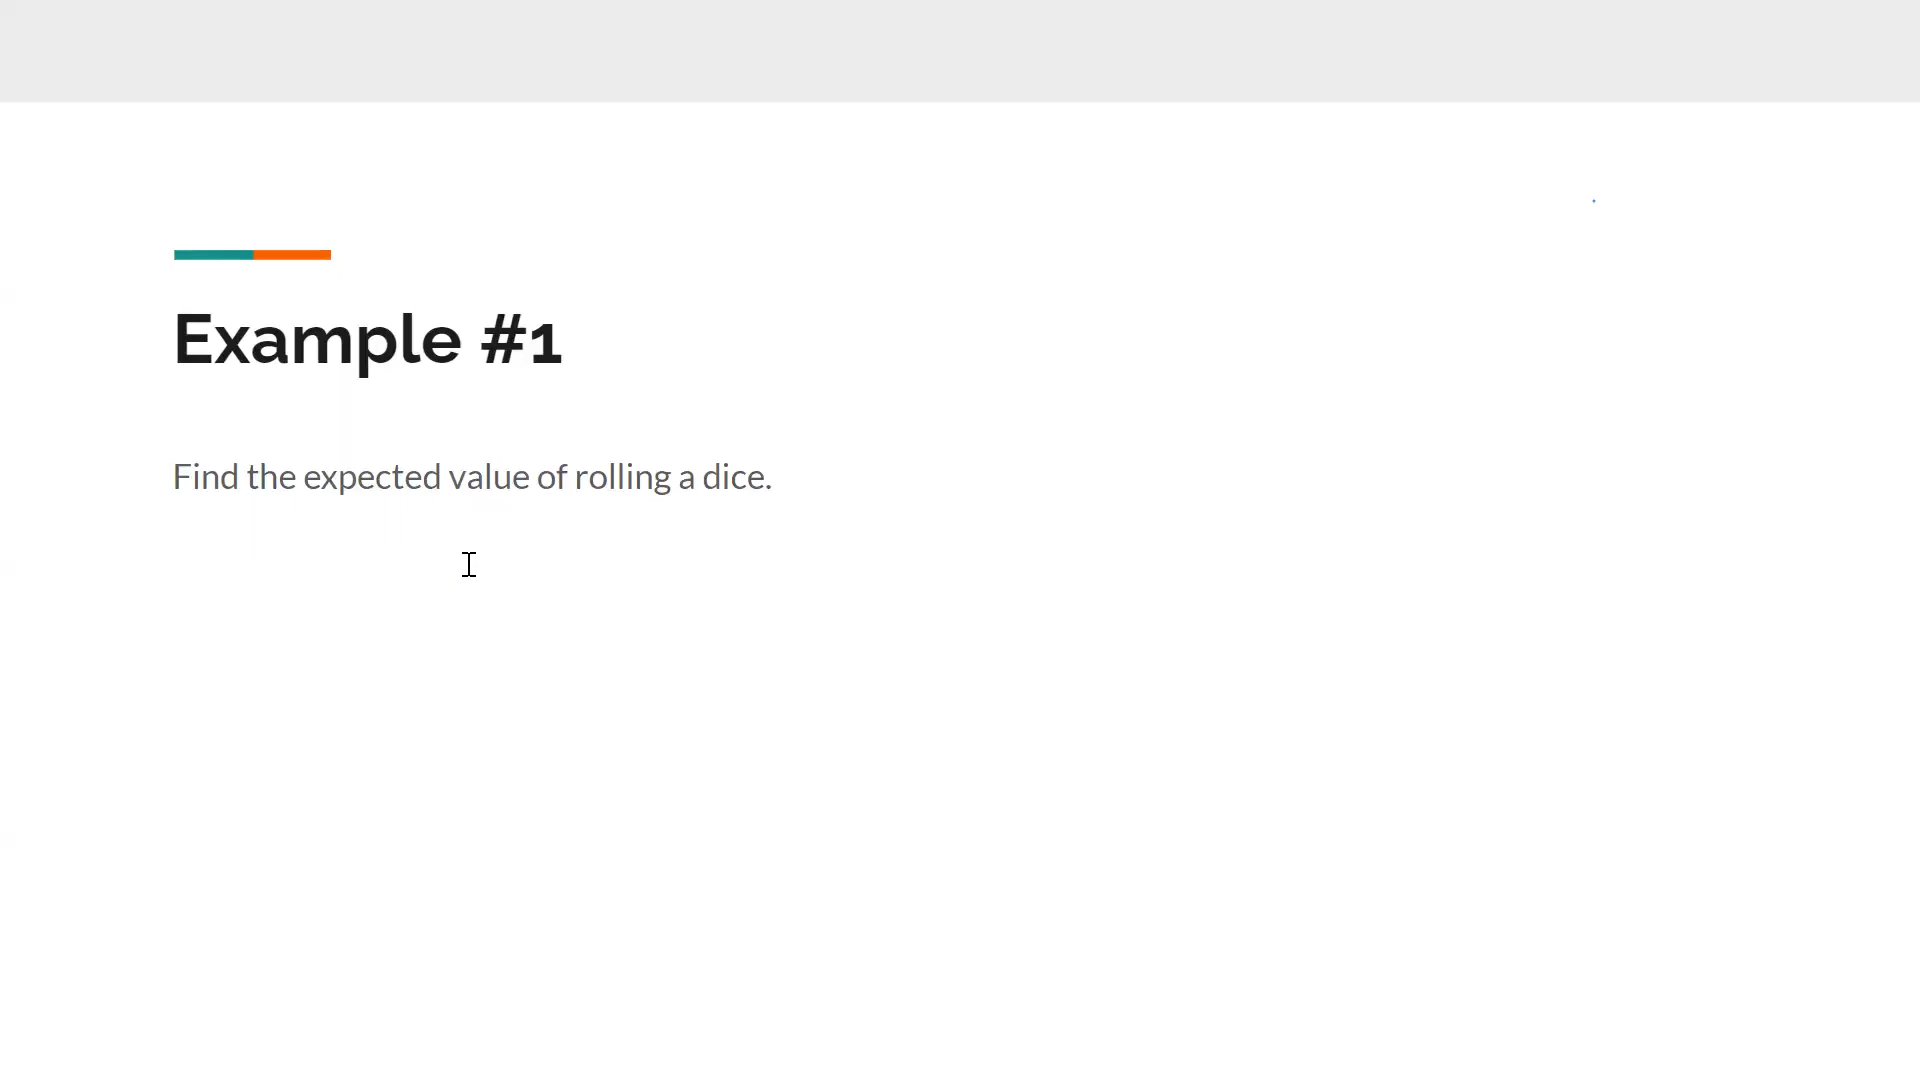 Example #1
Find the expected value of rolling a dice.